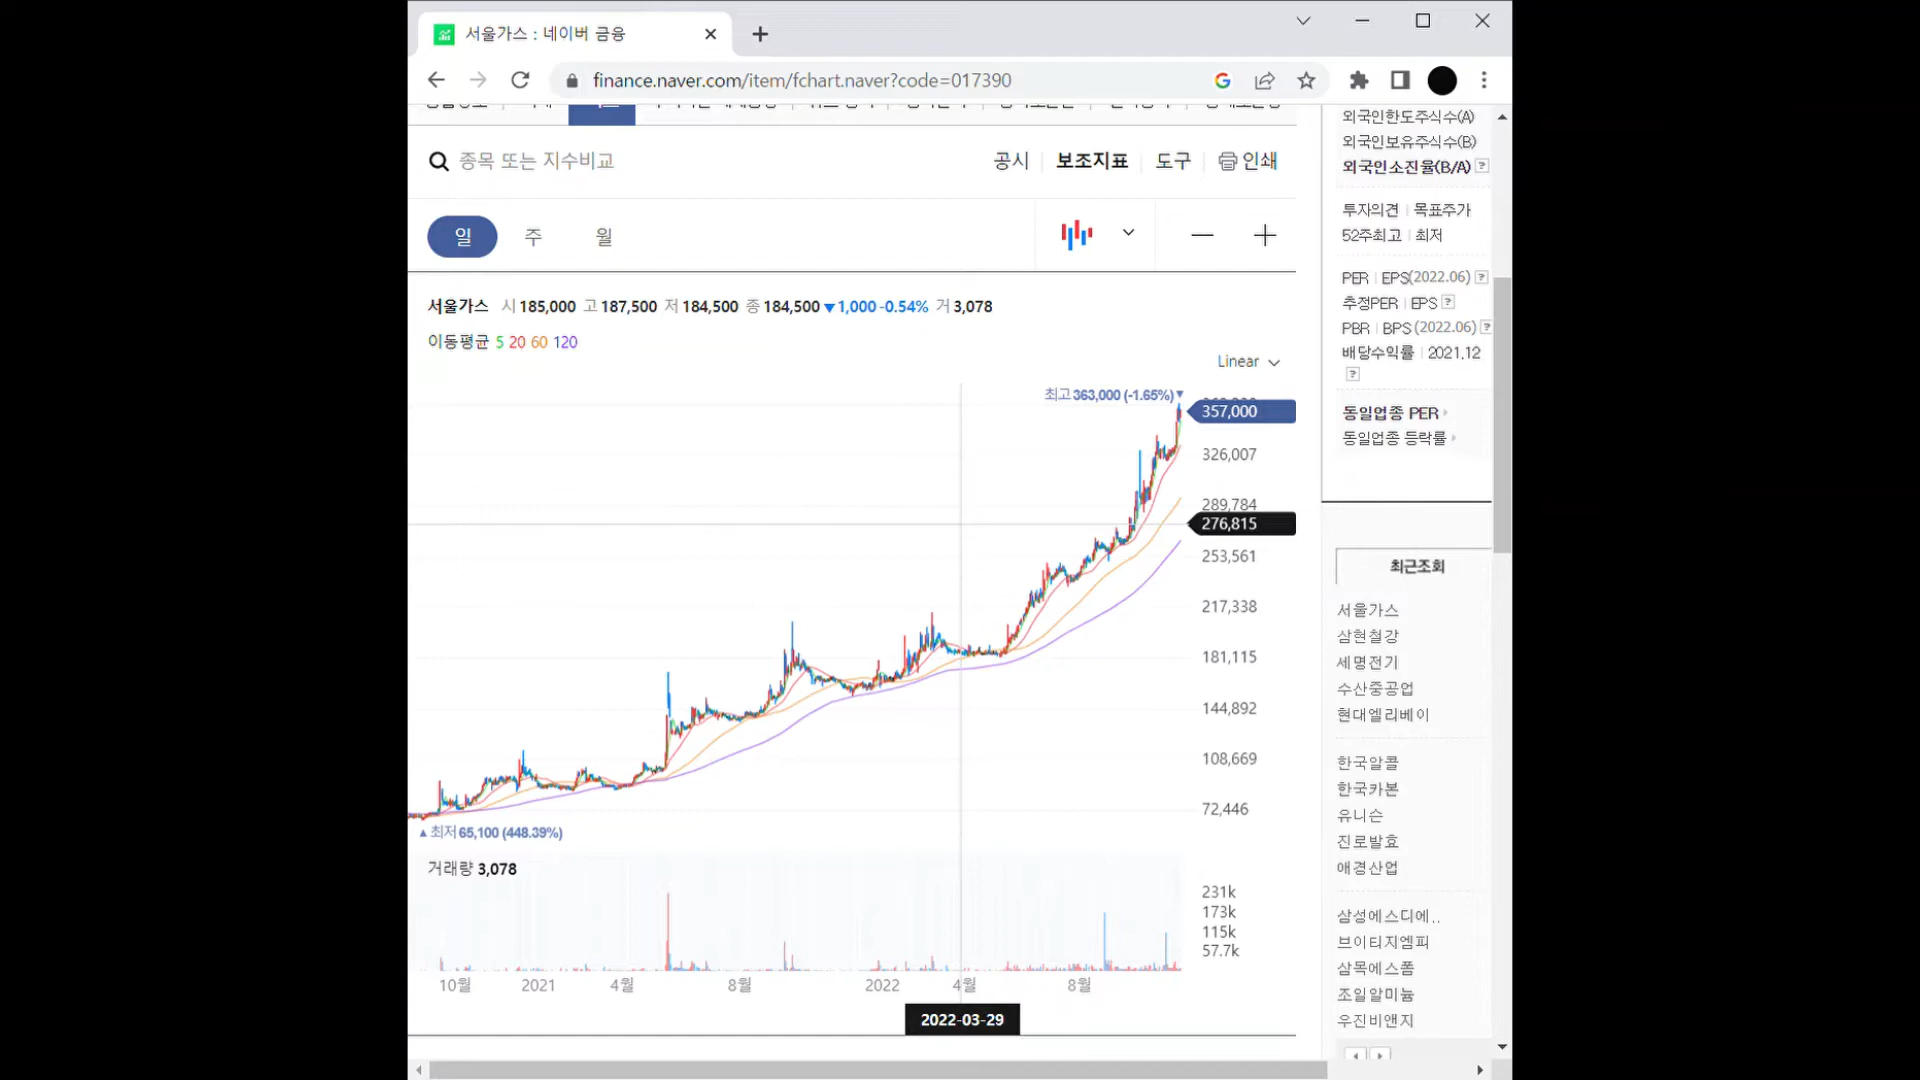 서울가스 : 네이버 금융
finance.naver.com/item/fchart.naver?code=017390
종목 또는 지수비교
공시
보조지표
도구
인쇄
일
주
월
서울가스 시 185,000 고 187,500 저 184,500 종 184,500 ▼1,000 -0.54% 거 3,078
이동평균 5 20 60 120
Linear
최고 363,000 (-1.65%)▼
357,000
326,007
289,784
276,815
253,561
217,338
181,115
144,892
108,669
72,446
▲최저 65,100 (448.39%)
거래량 3,078
231k
173k
115k
57.7k
10월 2021 4월 8월 2022 4월 8월
2022-03-29
외국인한도주식수(A)
외국인보유주식수(B)
외국인소진율(B/A) ?
투자의견 | 목표주가
52주최고 | 최저
PER | EPS(2022.06) ?
추정PER | EPS ?
PBR | BPS (2022.06) ?
배당수익률 | 2021.12
?
동일업종 PER
동일업종 등락률
최근조회
서울가스
삼현철강
세명전기
수산중공업
현대엘리베이
한국알콜
한국카본
유니슨
진로발효
애경산업
삼성에스디에..
브이티지엠피
삼목에스폼
조일알미늄
우진비앤지